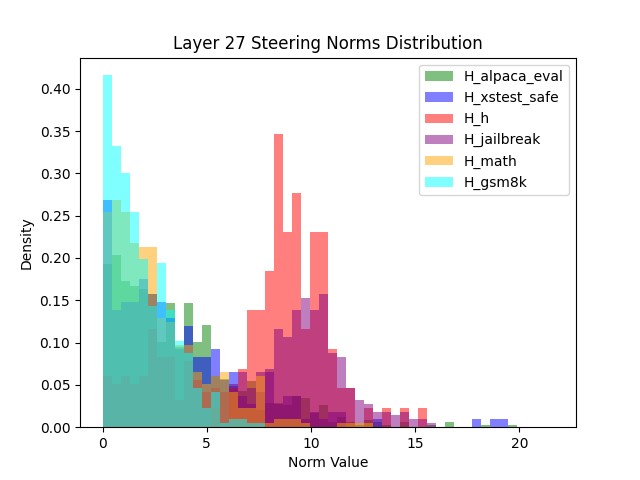 Layer 27 Steering Norms Distribution
H_alpaca_eval
H_xstest_safe
H_h
H_jailbreak
H_math
H_gsm8k
Density
0.40
0.35
0.30
0.25
0.20
0.15
0.10
0.05
0.00
0 5 10 15 20
Norm Value